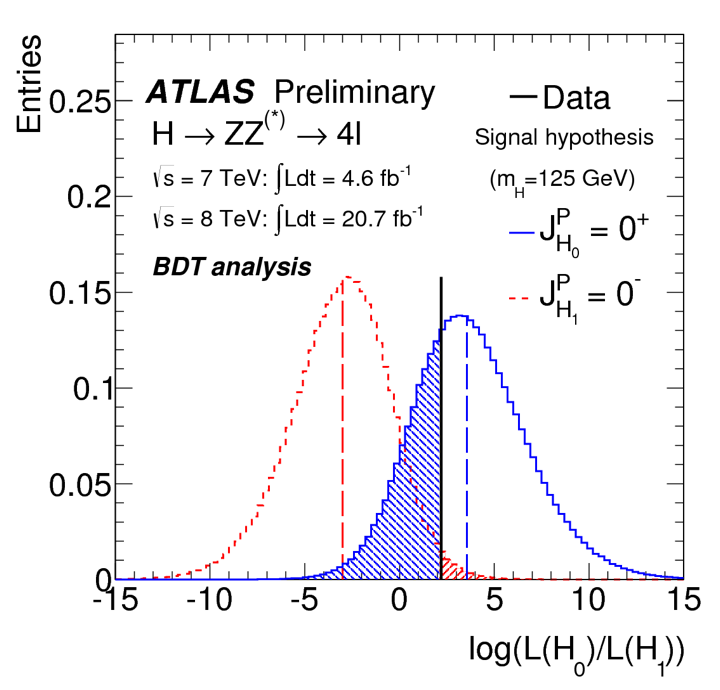 Entries
0.25
0.2
0.15
0.1
0.05
0
ATLAS Preliminary
H → ZZ(*) → 4l
√s = 7 TeV: ∫Ldt = 4.6 fb-1
√s = 8 TeV: ∫Ldt = 20.7 fb-1
BDT analysis
Data
Signal hypothesis
(mH=125 GeV)
JPH0 = 0+
JPH1 = 0-
-15 -10 -5 0 5 10 15
log(L(H0)/L(H1))